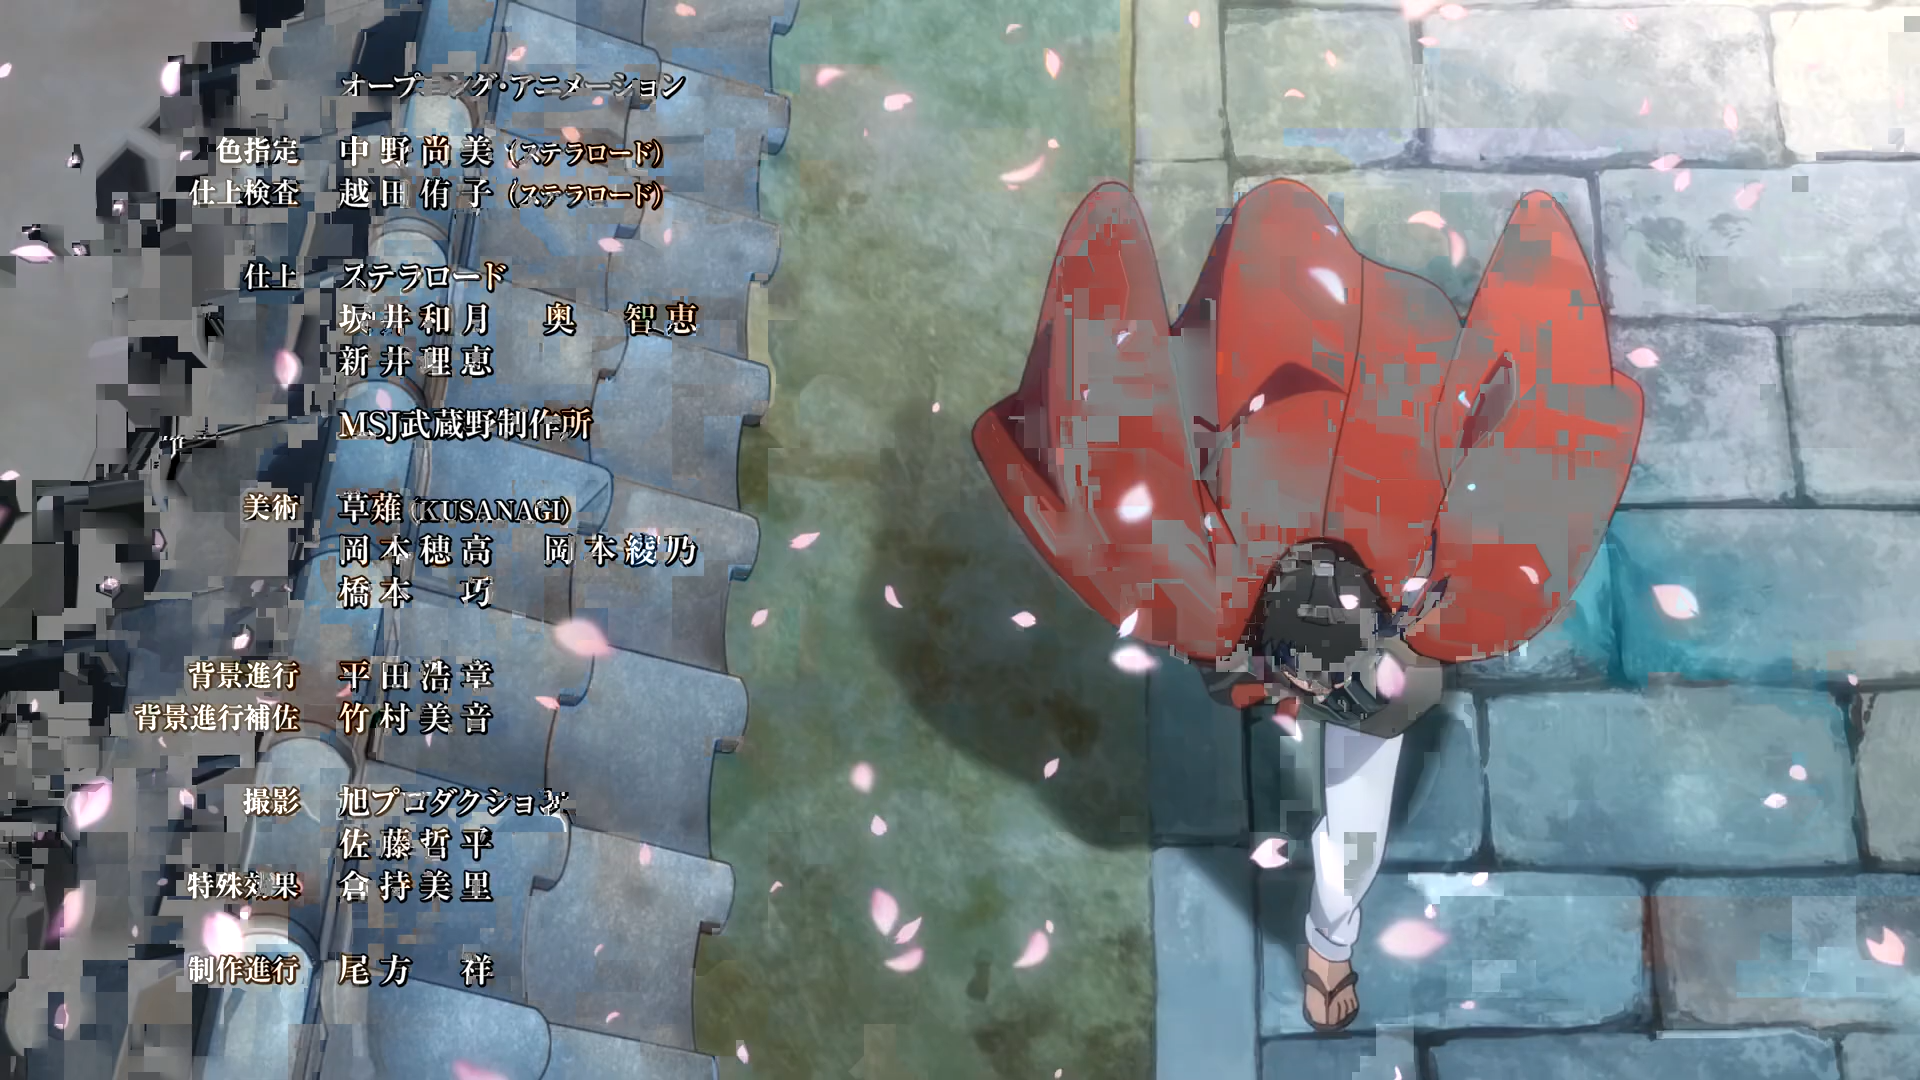 オープニング・アニメーション
色指定 中野尚美(ステラロード)
仕上検査 越田侑子(ステラロード)
仕上 ステラロード
坂井和月 奥 智恵
新井理恵
MSJ武蔵野制作所
美術 草薙(KUSANAGI)
岡本穂高 岡本綾乃
橋本 巧
背景進行 平田浩章
背景進行補佐 竹村美音
撮影 旭プロダクション
佐藤哲平
特殊効果 倉持美里
制作進行 尾方 祥